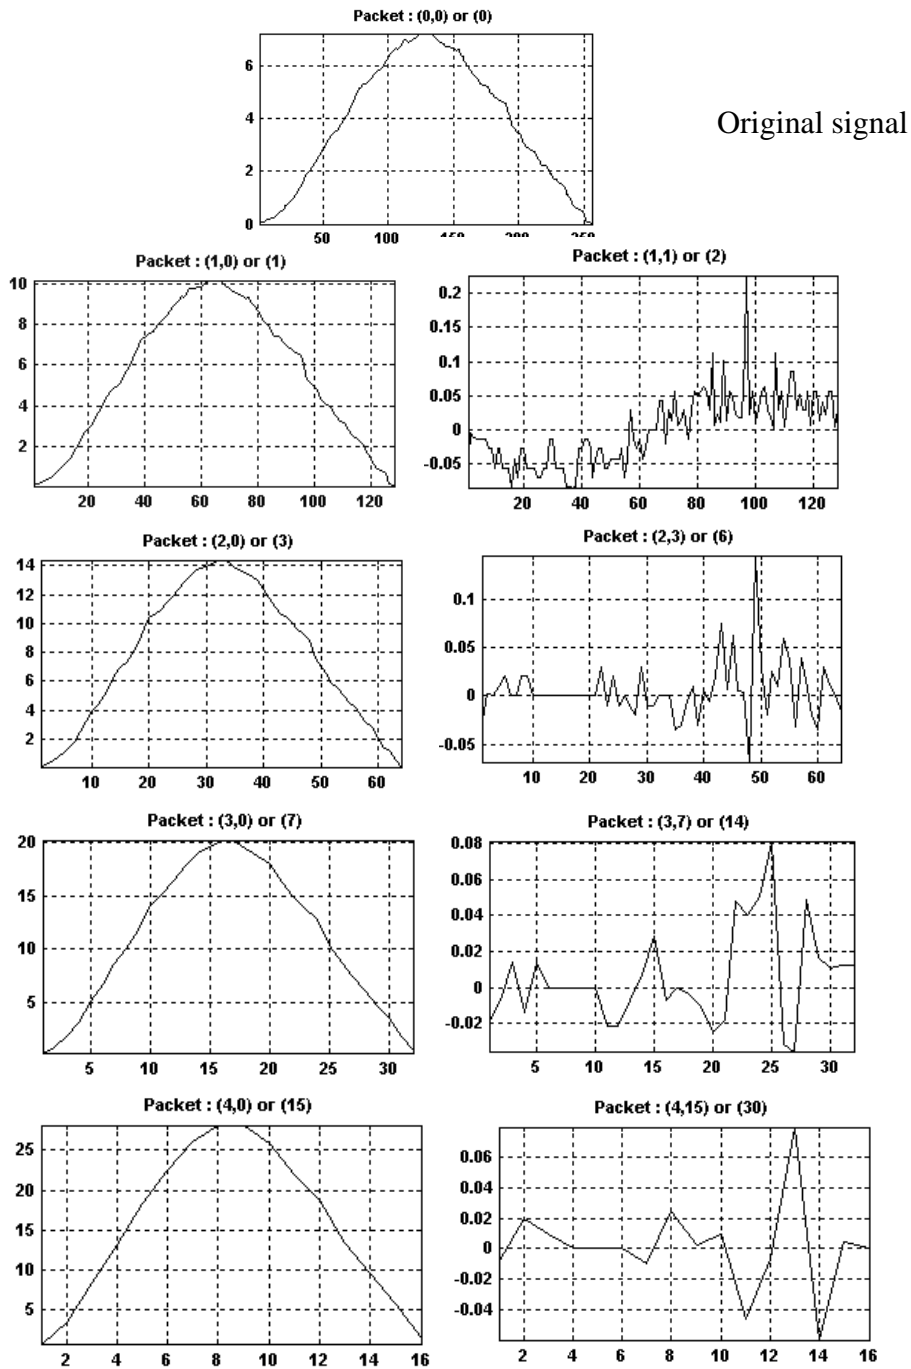 Packet : (0,0) or (0)
6
4
2
0
50 100 150 200 250
Original signal
Packet : (1,0) or (1)
10
8
6
4
2
20 40 60 80 100 120
Packet : (1,1) or (2)
0.2
0.15
0.1
0.05
0
-0.05
20 40 60 80 100 120
Packet : (2,0) or (3)
14
12
10
8
6
4
2
10 20 30 40 50 60
Packet : (2,3) or (6)
0.1
0.05
0
-0.05
10 20 30 40 50 60
Packet : (3,0) or (7)
20
15
10
5
5 10 15 20 25 30
Packet : (3,7) or (14)
0.08
0.06
0.04
0.02
0
-0.02
5 10 15 20 25 30
Packet : (4,0) or (15)
25
20
15
10
5
2 4 6 8 10 12 14 16
Packet : (4,15) or (30)
0.06
0.04
0.02
0
-0.02
-0.04
2 4 6 8 10 12 14 16